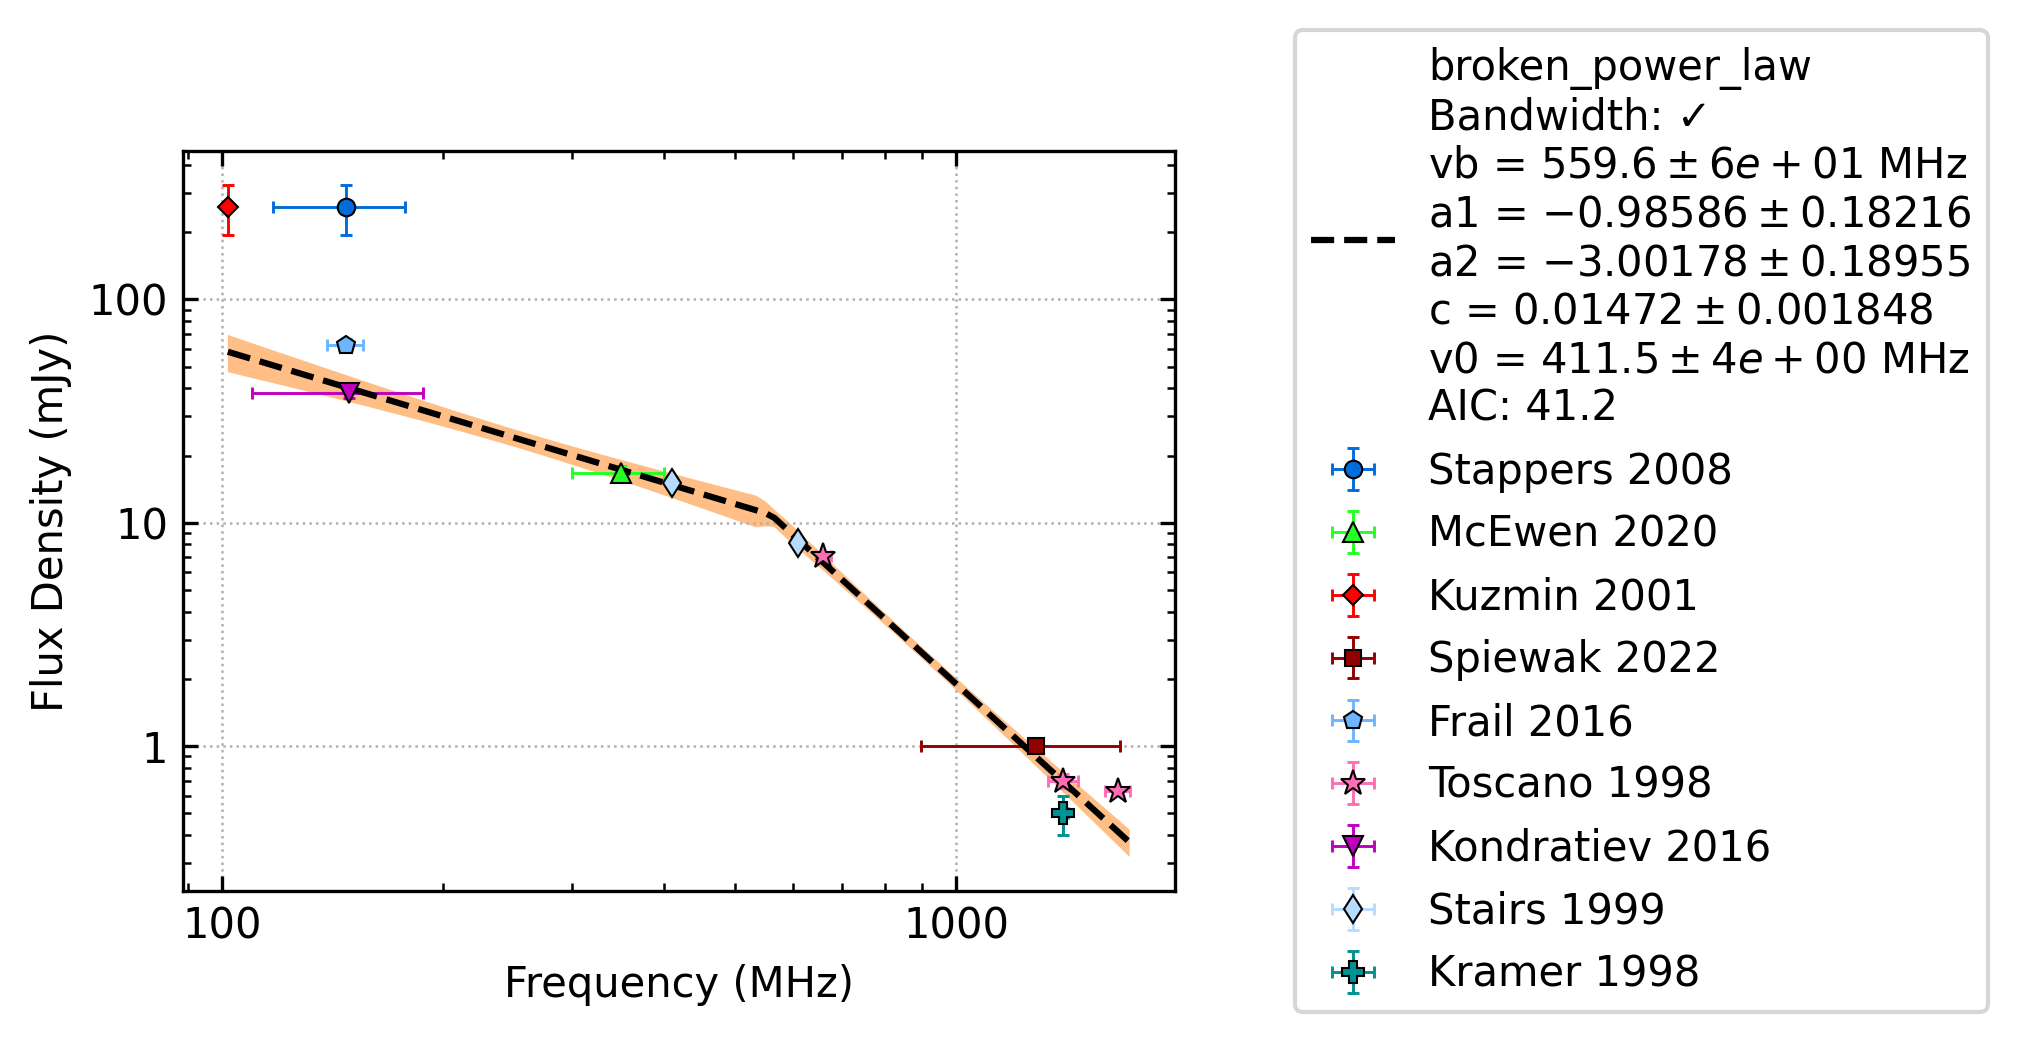 broken_power_law
Bandwidth: ✓
vb = 559.6 ± 6e + 01 MHz
a1 = −0.98586 ± 0.18216
a2 = −3.00178 ± 0.18955
c = 0.01472 ± 0.001848
v0 = 411.5 ± 4e + 00 MHz
AIC: 41.2
Stappers 2008
McEwen 2020
Kuzmin 2001
Spiewak 2022
Frail 2016
Toscano 1998
Kondratiev 2016
Stairs 1999
Kramer 1998
Flux Density (mJy)
100
10
1
100
1000
Frequency (MHz)